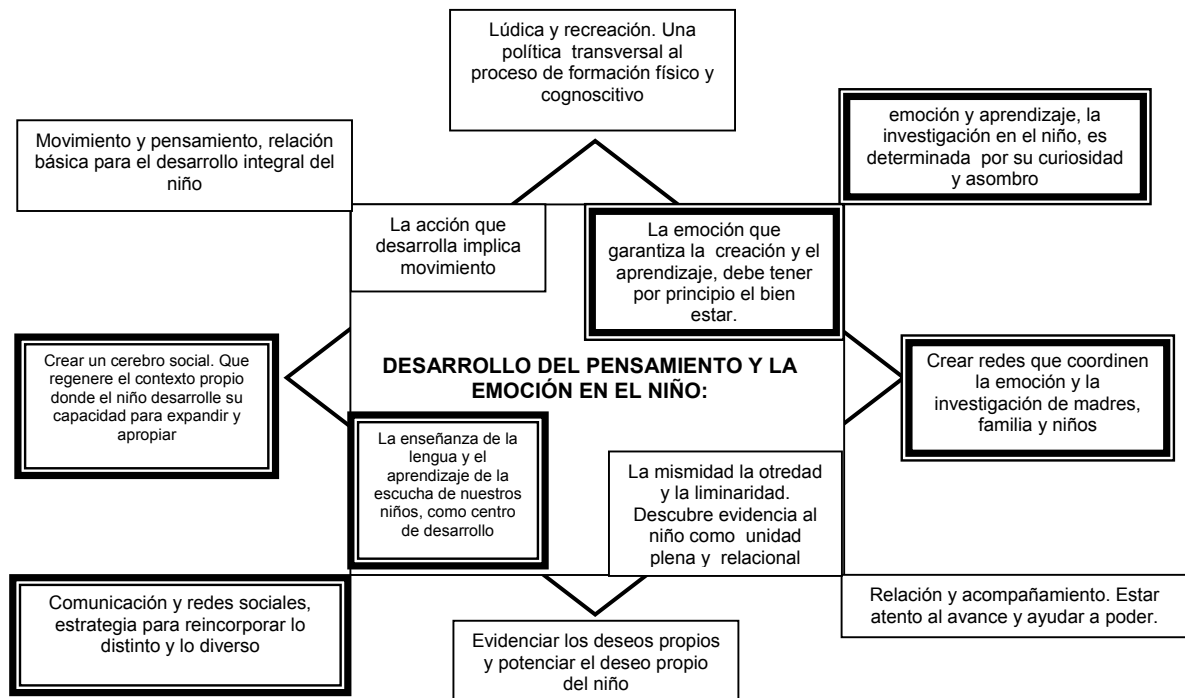 Lúdica y recreación. Una
política transversal al
proceso de formación físico y
cognoscitivo
Movimiento y pensamiento, relación
básica para el desarrollo integral del
niño
emoción y aprendizaje, la
investigación en el niño, es
determinada por su curiosidad
y asombro
La acción que
desarrolla implica
movimiento
La emoción que
garantiza la creación y el
aprendizaje, debe tener
por principio el bien
estar.
Crear un cerebro social. Que
regenere el contexto propio
donde el niño desarrolle su
capacidad para expandir y
apropiar
DESARROLLO DEL PENSAMIENTO Y LA
EMOCIÓN EN EL NIÑO:
Crear redes que coordinen
la emoción y la
investigación de madres,
familia y niños
La enseñanza de la
lengua y el
aprendizaje de la
escucha de nuestros
niños, como centro
de desarrollo
La mismidad la otredad
y la liminaridad.
Descubre evidencia al
niño como unidad
plena y relacional
Comunicación y redes sociales,
estrategia para reincorporar lo
distinto y lo diverso
Evidenciar los deseos propios
y potenciar el deseo propio
del niño
Relación y acompañamiento. Estar
atento al avance y ayudar a poder.